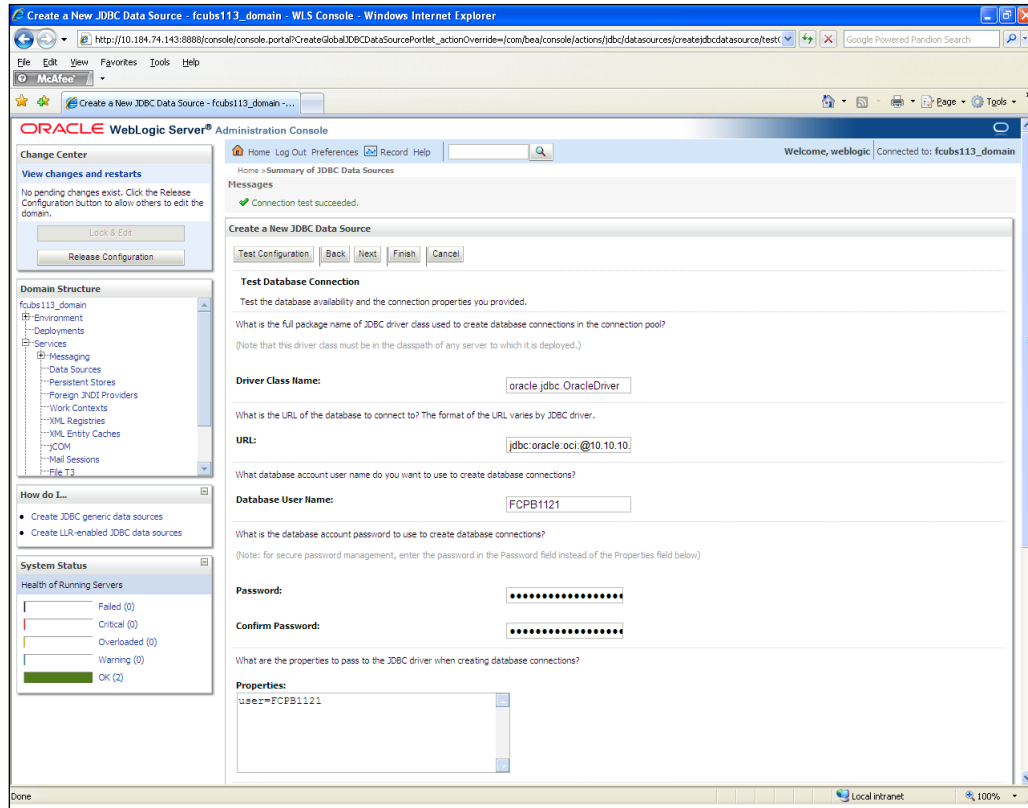 Create a New JDBC Data Source - fcubs113_domain - WLS Console - Windows Internet Explorer
http://10.184.74.143:8888/console/console.portal?CreateGlobalJDBCDataSourcePortlet_actionOverride=/com/bea/console/actions/jdbc/datasources/createjdbcdatasource/test(
Google Powered Pandion Search
File Edit View Favorites Tools Help
McAfee
Create a New JDBC Data Source - fcubs113_domain -...
Page Tools
ORACLE WebLogic Server® Administration Console
Change Center
View changes and restarts
No pending changes exist. Click the Release
Configuration button to allow others to edit the
domain.
Lock & Edit
Release Configuration
Domain Structure
fcubs113_domain
Environment
Deployments
Services
Messaging
Data Sources
Persistent Stores
Foreign JNDI Providers
Work Contexts
XML Registries
XML Entity Caches
jCOM
Mail Sessions
File T3
How do I...
Create JDBC generic data sources
Create LLR-enabled JDBC data sources
System Status
Health of Running Servers
Failed (0)
Critical (0)
Overloaded (0)
Warning (0)
OK (2)
Home Log Out Preferences Record Help
Welcome, weblogic Connected to: fcubs113_domain
Home >Summary of JDBC Data Sources
Messages
Connection test succeeded.
Create a New JDBC Data Source
Test Configuration Back Next Finish Cancel
Test Database Connection
Test the database availability and the connection properties you provided.
What is the full package name of JDBC driver class used to create database connections in the connection pool?
(Note that this driver class must be in the classpath of any server to which it is deployed.)
Driver Class Name: oracle.jdbc.OracleDriver
What is the URL of the database to connect to? The format of the URL varies by JDBC driver.
URL: jdbc:oracle:oci:@10.10.10.
What database account user name do you want to use to create database connections?
Database User Name: FCPB1121
What is the database account password to use to create database connections?
(Note: for secure password management, enter the password in the Password field instead of the Properties field below)
Password: ••••••••••••••••••
Confirm Password: ••••••••••••••••••
What are the properties to pass to the JDBC driver when creating database connections?
Properties:
user=FCPB1121
Done
Local intranet
100%